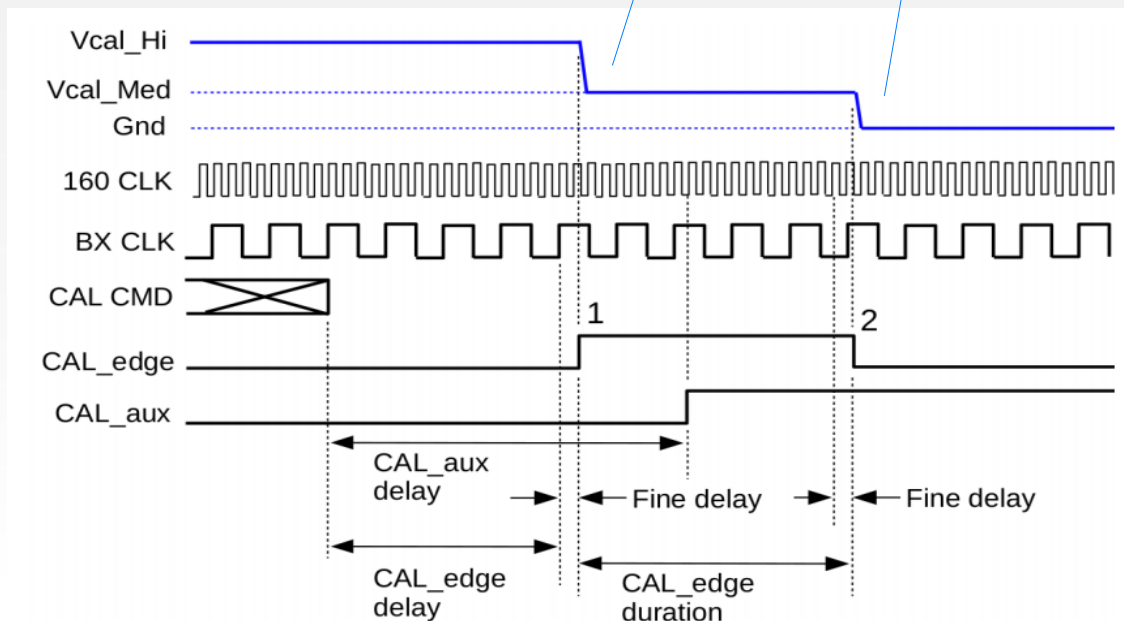 Vcal_Hi
Vcal_Med
Gnd
160 CLK
BX CLK
CAL CMD
1
2
CAL_edge
CAL_aux
CAL_aux
delay
Fine delay
Fine delay
CAL_edge
delay
CAL_edge
duration